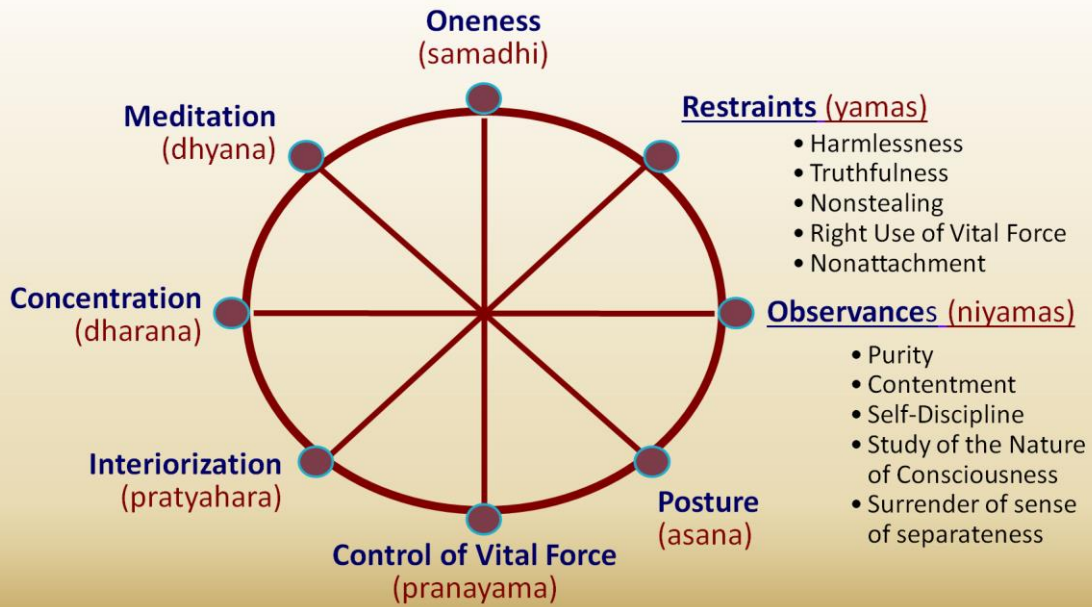 Oneness
(samadhi)
Restraints (yamas)
• Harmlessness
• Truthfulness
• Nonstealing
• Right Use of Vital Force
• Nonattachment
Observances (niyamas)
• Purity
• Contentment
• Self-Discipline
• Study of the Nature
of Consciousness
• Surrender of sense
of separateness
Posture
(asana)
Control of Vital Force
(pranayama)
Interiorization
(pratyahara)
Concentration
(dharana)
Meditation
(dhyana)